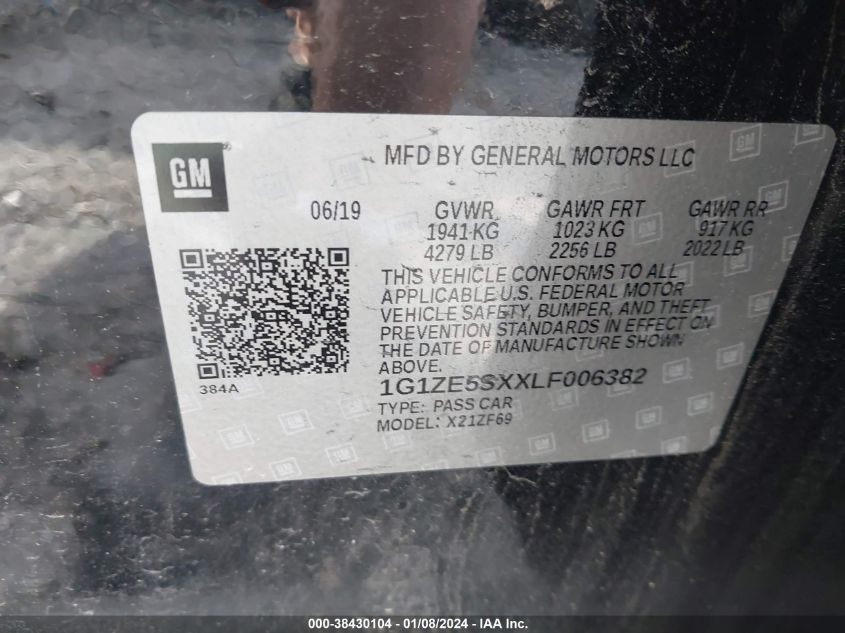 GM
MFD BY GENERAL MOTORS LLC
06/19 GVWR GAWR FRT GAWR RR
1941 KG 1023 KG 917 KG
4279 LB 2256 LB 2022 LB
THIS VEHICLE CONFORMS TO ALL
APPLICABLE U.S. FEDERAL MOTOR
VEHICLE SAFETY, BUMPER, AND THEFT
PREVENTION STANDARDS IN EFFECT ON
THE DATE OF MANUFACTURE SHOWN
ABOVE.
384A
1G1ZE5SXXLF006382
TYPE: PASS CAR
MODEL: X21ZF69
000-38430104 - 01/08/2024 - IAA Inc.